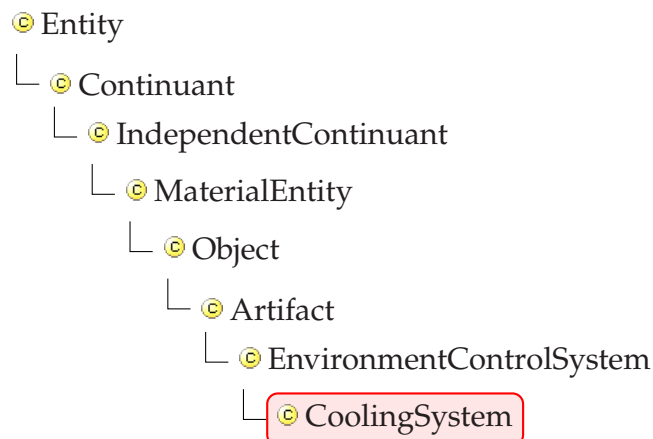 Entity
Continuant
IndependentContinuant
MaterialEntity
Object
Artifact
EnvironmentControlSystem
CoolingSystem